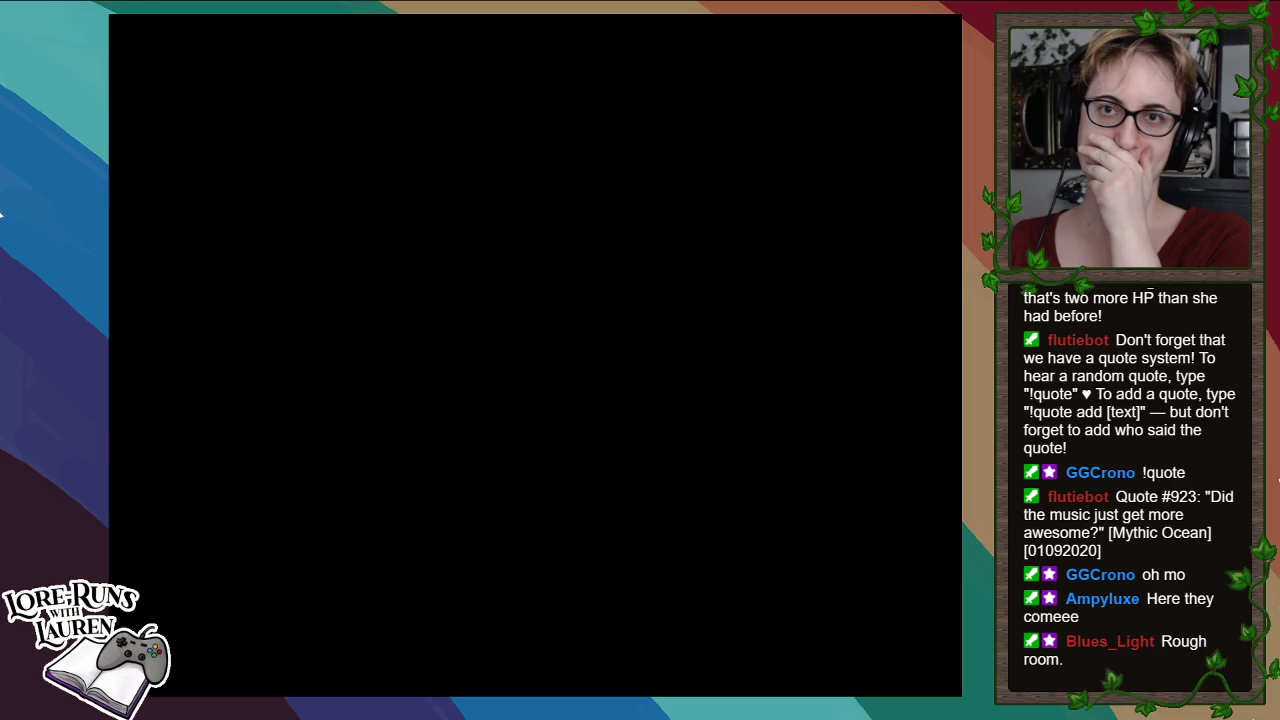 that's two more HP than she
had before!
flutiebot Don't forget that
we have a quote system! To
hear a random quote, type
"!quote" ♥ To add a quote, type
"!quote add [text]" — but don't
forget to add who said the
quote!
GGCrono !quote
flutiebot Quote #923: "Did
the music just get more
awesome?" [Mythic Ocean]
[01092020]
GGCrono oh no
Ampyluxe Here they
comeee
Blues_Light Rough
room.
LORE-RUNS
WITH
LAUREN